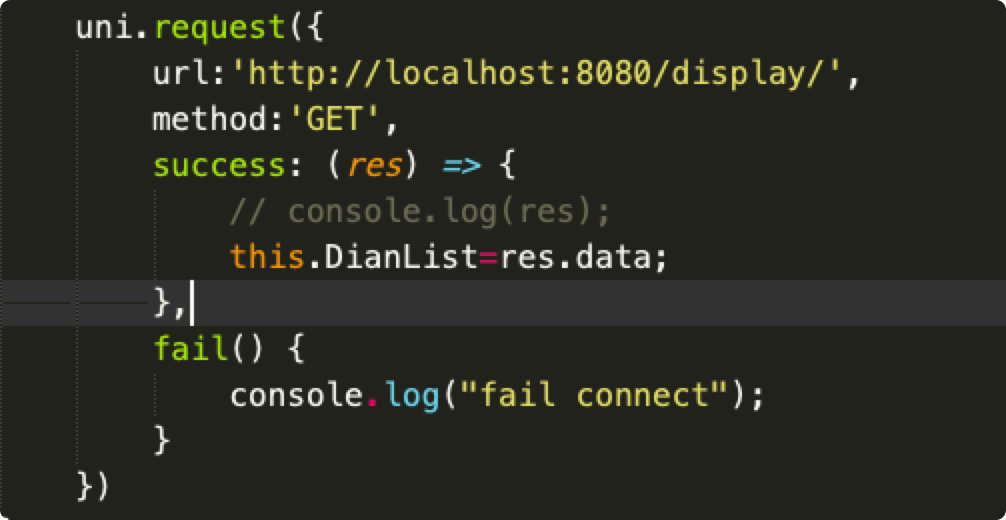 uni.request({
url:'http://localhost:8080/display/',
method:'GET',
success: (res) => {
// console.log(res);
this.DianList=res.data;
},
fail() {
console.log("fail connect");
}
})